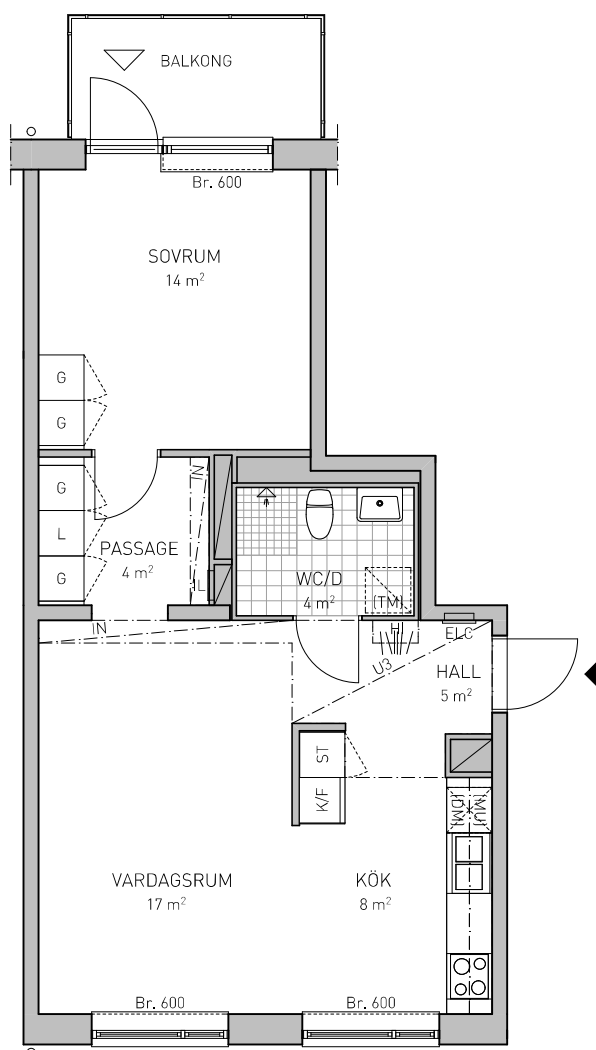 BALKONG
Br. 600
SOVRUM
14 m²
G
G
G
L
G
IN
PASSAGE
4 m²
L
WC/D
4 m²
(TM)
IN
H
ELC
U3
HALL
5 m²
ST
K/F
MU
(DM)
VARDAGSRUM
17 m²
KÖK
8 m²
Br. 600
Br. 600